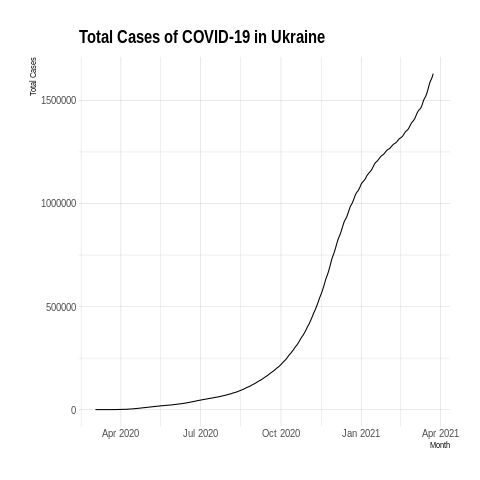 Total Cases of COVID-19 in Ukraine
Total Cases
1500000
1000000
500000
0
Apr 2020 Jul 2020 Oct 2020 Jan 2021 Apr 2021
Month